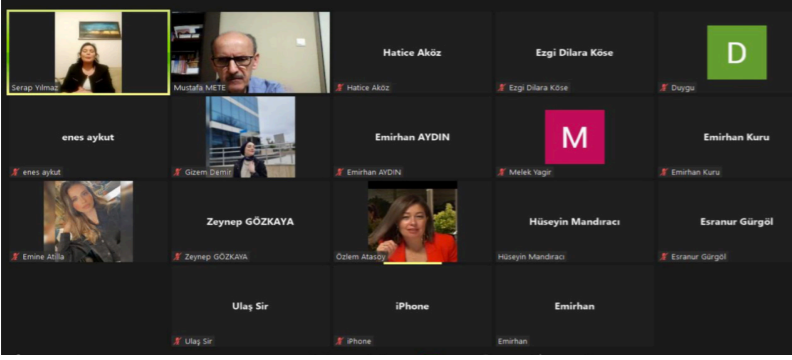 Serap Yılmaz
Mustafa METE
Hatice Aköz
Hatice Aköz
Ezgi Dilara Köse
Ezgi Dilara Köse
D
Duygu
enes aykut
enes aykut
Gizem Demir
Emirhan AYDIN
Emirhan AYDIN
M
Melek Yagir
Emirhan Kuru
Emirhan Kuru
Emine Atilla
Zeynep GÖZKAYA
Zeynep GÖZKAYA
Özlem Atasoy
Hüseyin Mandıracı
Hüseyin Mandıracı
Esranur Gürgöl
Esranur Gürgöl
Ulaş Sir
Ulaş Sir
iPhone
iPhone
Emirhan
Emirhan